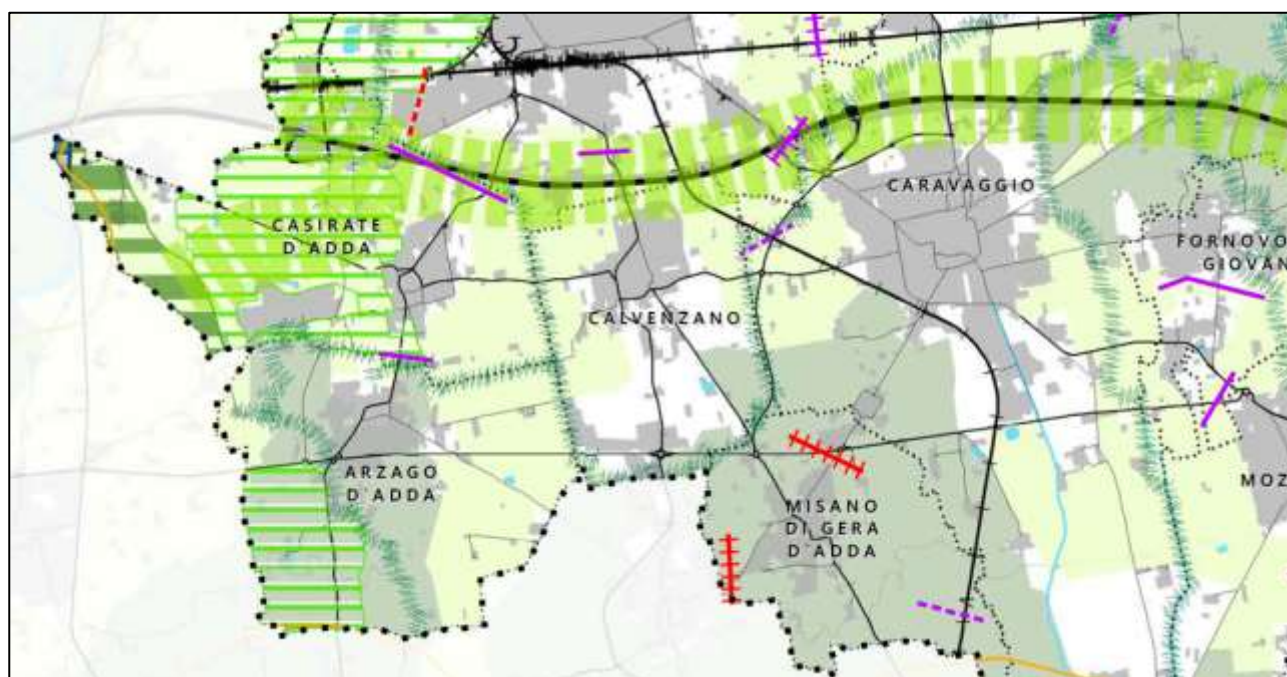 CARAVAGGIO
CASIRATE
D'ADDA
FORNOVO
GIOVAN
CALVENZANO
ARZAGO
D'ADDA
MOZ
MISANO
DI GERA
D'ADDA